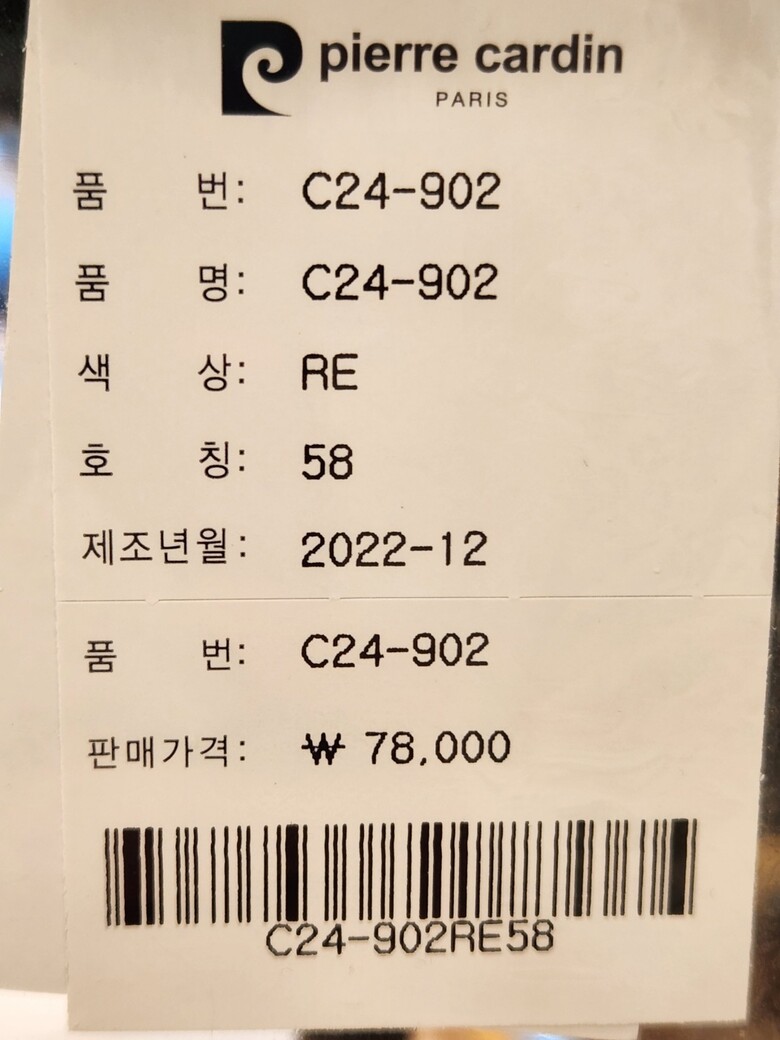 pierre cardin
PARIS
품 번: C24-902
품 명: C24-902
색 상: RE
호 칭: 58
제조년월: 2022-12
품 번: C24-902
판매가격: ₩ 78,000
C24-902RE58